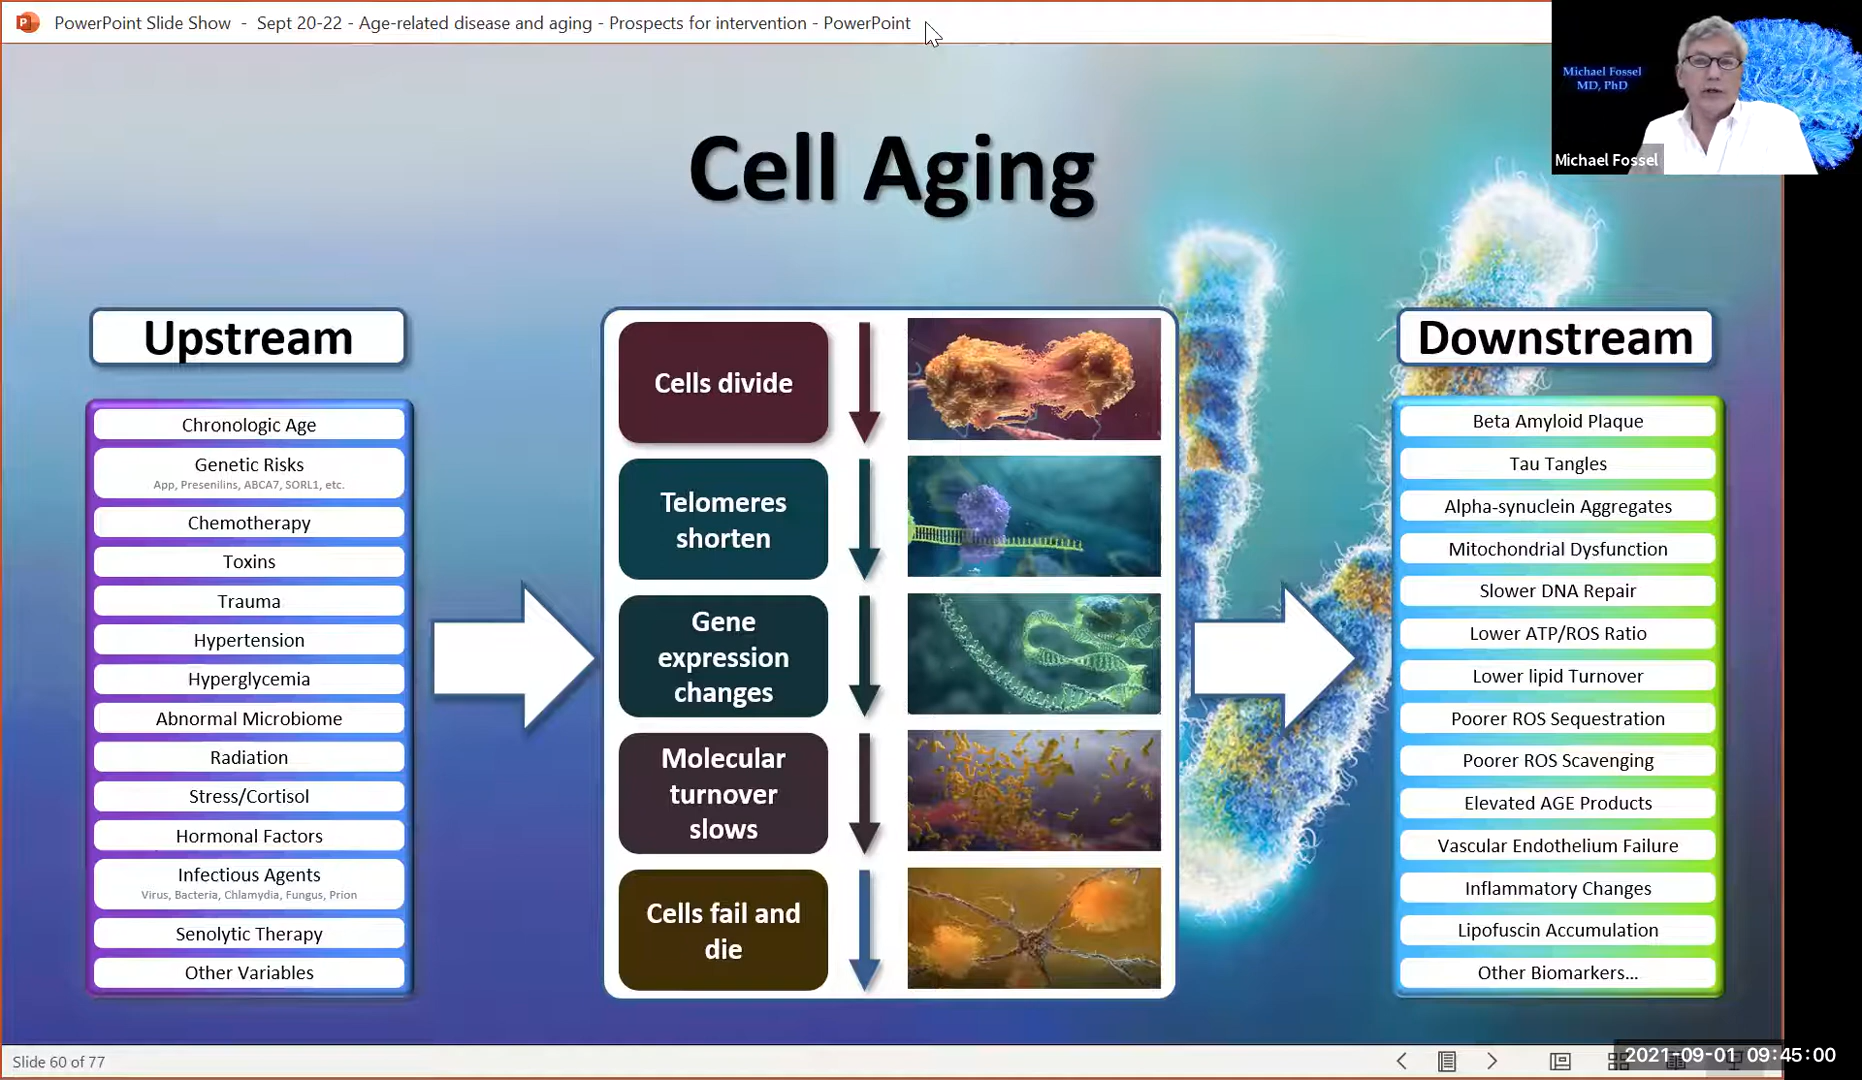 PowerPoint Slide Show - Sept 20-22 - Age-related disease and aging - Prospects for intervention - PowerPoint
Michael Fossel
MD, PhD
Michael Fossel
Cell Aging
Upstream
Chronologic Age
Genetic Risks
App, Presenilins, ABCA7, SORL1, etc.
Chemotherapy
Toxins
Trauma
Hypertension
Hyperglycemia
Abnormal Microbiome
Radiation
Stress/Cortisol
Hormonal Factors
Infectious Agents
Virus, Bacteria, Chlamydia, Fungus, Prion
Senolytic Therapy
Other Variables
Cells divide
Telomeres
shorten
Gene
expression
changes
Molecular
turnover
slows
Cells fail and
die
Downstream
Beta Amyloid Plaque
Tau Tangles
Alpha-synuclein Aggregates
Mitochondrial Dysfunction
Slower DNA Repair
Lower ATP/ROS Ratio
Lower lipid Turnover
Poorer ROS Sequestration
Poorer ROS Scavenging
Elevated AGE Products
Vascular Endothelium Failure
Inflammatory Changes
Lipofuscin Accumulation
Other Biomarkers...
Slide 60 of 77
2021-09-01 09:45:00